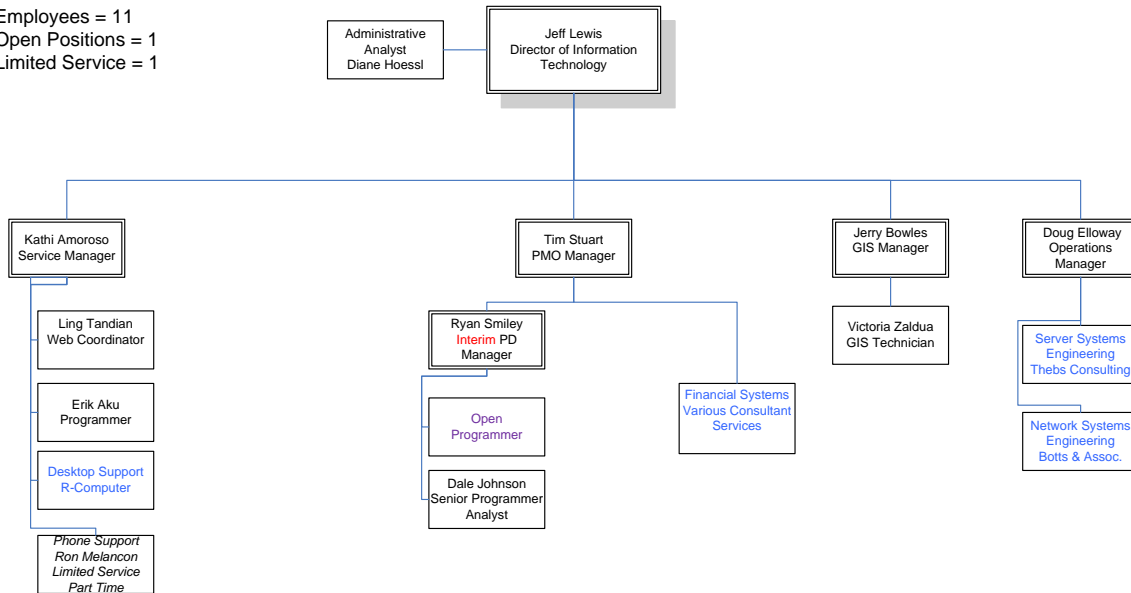 Employees = 11
Open Positions = 1
Limited Service = 1
Administrative
Analyst
Diane Hoessl
Jeff Lewis
Director of Information
Technology
Kathi Amoroso
Service Manager
Tim Stuart
PMO Manager
Jerry Bowles
GIS Manager
Doug Elloway
Operations
Manager
Ling Tandian
Web Coordinator
Erik Aku
Programmer
Desktop Support
R-Computer
Phone Support
Ron Melancon
Limited Service
Part Time
Ryan Smiley
Interim PD
Manager
Open
Programmer
Dale Johnson
Senior Programmer
Analyst
Financial Systems
Various Consultant
Services
Victoria Zaldua
GIS Technician
Server Systems
Engineering
Thebs Consulting
Network Systems
Engineering
Botts & Assoc.